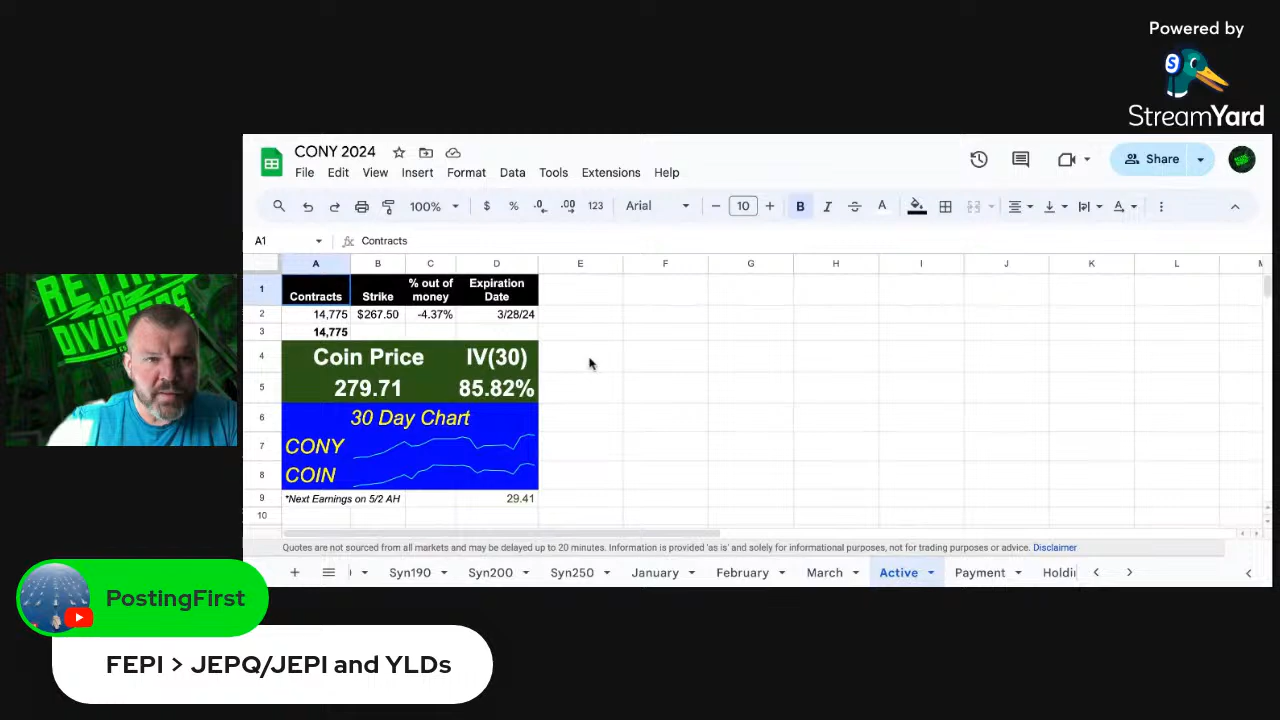 Powered by
StreamYard
CONY 2024
File Edit View Insert Format Data Tools Extensions Help
Share
100% $ % .0 .00 123 Arial 10 B I A
A1 fx Contracts
A B C D E F G H I J K L
1 Contracts Strike % out of money Expiration Date
2 14,775 $267.50 -4.37% 3/28/24
3 14,775
4 Coin Price IV(30)
5 279.71 85.82%
6 30 Day Chart
7 CONY
8 COIN
9 *Next Earnings on 5/2 AH 29.41
10
Quotes are not sourced from all markets and may be delayed up to 20 minutes. Information is provided 'as is' and solely for informational purposes, not for trading purposes or advice. Disclaimer
Syn190 Syn200 Syn250 January February March Active Payment Holdi
RETIRE
ON
DIVIDENDS
PostingFirst
FEPI > JEPQ/JEPI and YLDs